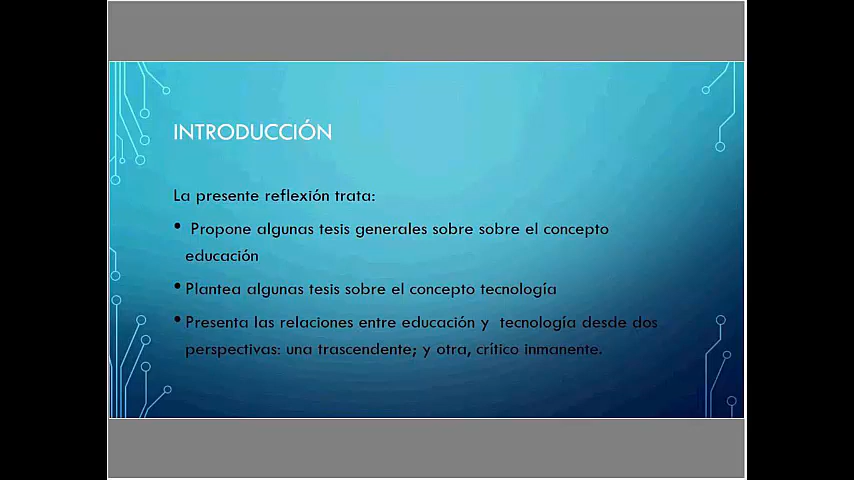 INTRODUCCIÓN
La presente reflexión trata:
• Propone algunas tesis generales sobre sobre el concepto
educación
• Plantea algunas tesis sobre el concepto tecnología
• Presenta las relaciones entre educación y tecnología desde dos
perspectivas: una trascendente; y otra, crítico inmanente.